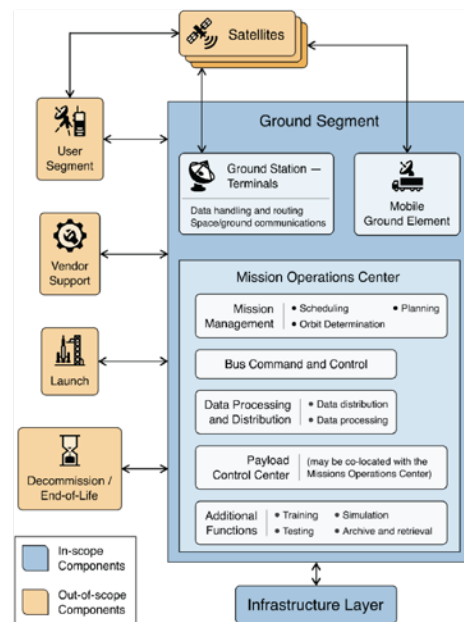 Satellites
User
Segment
Ground Segment
Ground Station —
Terminals
Data handling and routing
Space/ground communications
Mobile
Ground Element
Vendor
Support
Mission Operations Center
Mission
Management
• Scheduling • Planning
• Orbit Determination
Launch
Bus Command and Control
Data Processing
and Distribution
• Data distribution
• Data processing
Decommission /
End-of-Life
Payload
Control Center
(may be co-located with the
Missions Operations Center)
Additional
Functions
• Training • Simulation
• Testing • Archive and retrieval
In-scope
Components
Out-of-scope
Components
Infrastructure Layer